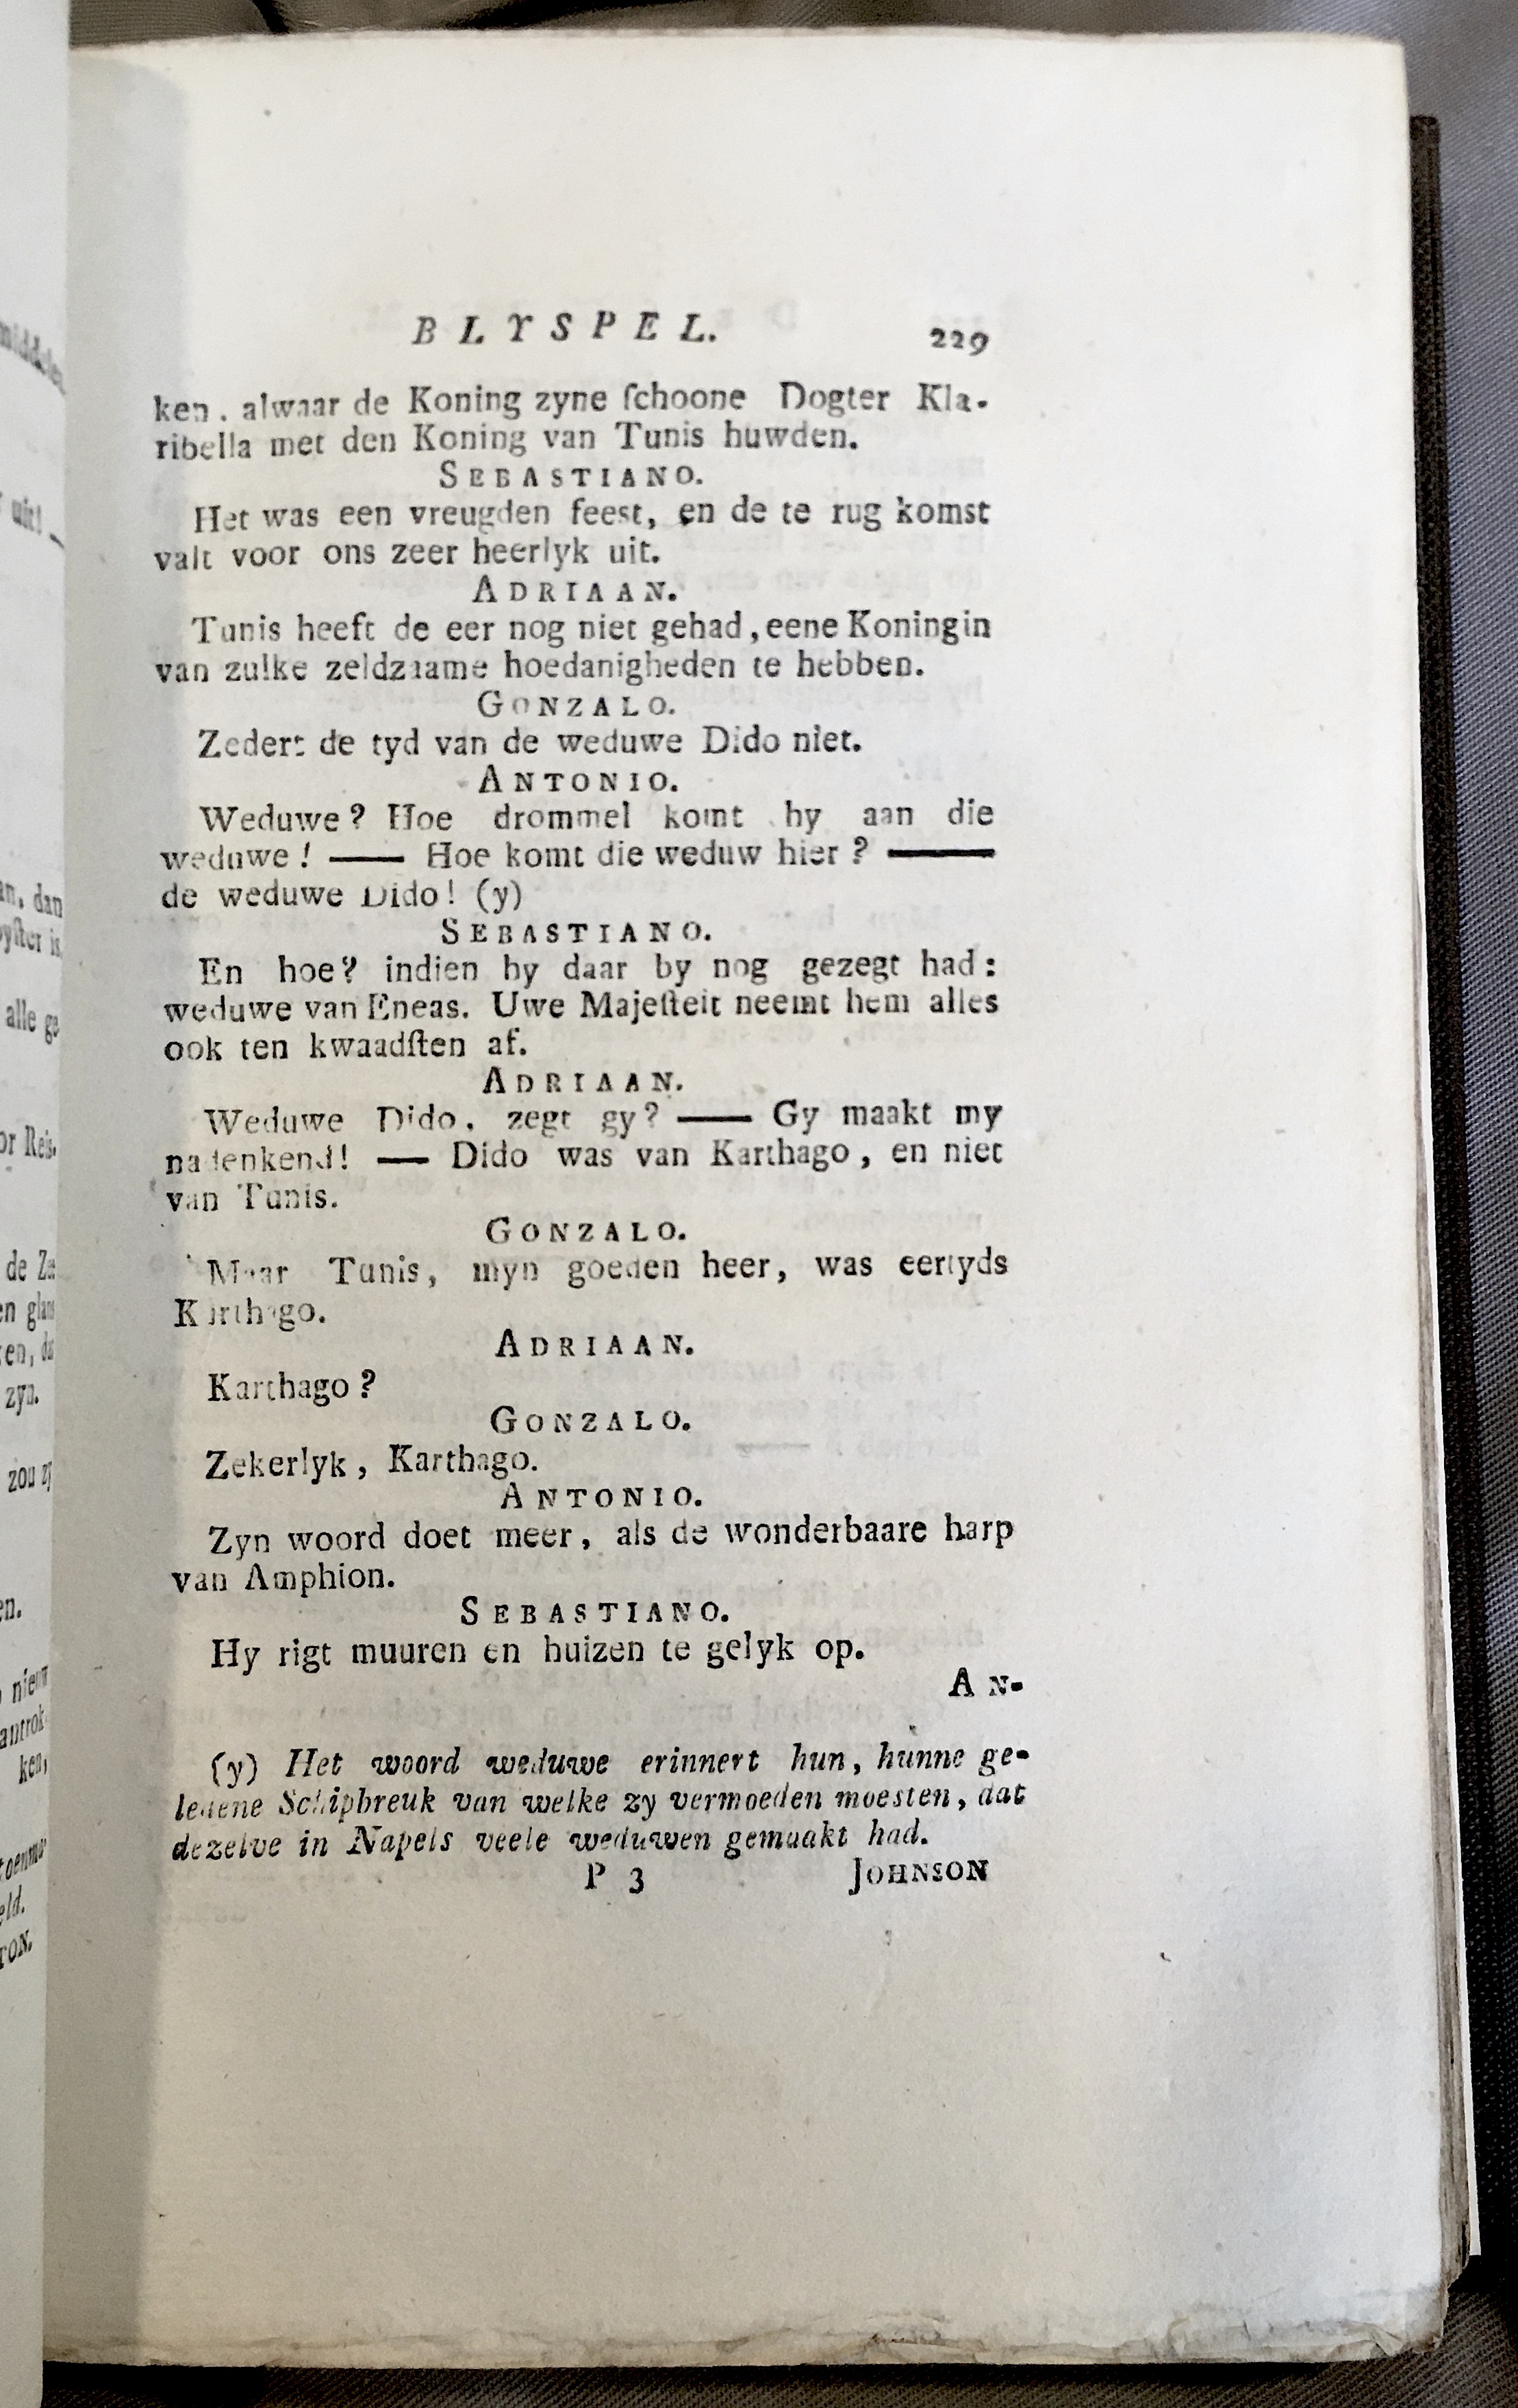 BLYSPEL. 229
ken. alwaar de Koning zyne ſchoone Dogter Kla-
ribella met den Koning van Tunis huwden.
SEBASTIANO.
Het was een vreugden feest, en de te rug komst
valt voor ons zeer heerlyk uit.
ADRIAAN.
Tunis heeft de eer nog niet gehad, eene Koningin
van zulke zeldzaame hoedanigheden te hebben.
GONZALO.
Zedert de tyd van de weduwe Dido niet.
ANTONIO.
Weduwe? Hoe drommel komt hy aan die
weduwe! —— Hoe komt die weduw hier? ——
de weduwe Dido! (y)
SEBASTIANO.
En hoe? indien hy daar by nog gezegt had:
weduwe van Eneas. Uwe Majeſteit neemt hem alles
ook ten kwaadſten af.
ADRIAAN.
Weduwe Dido, zegt gy? —— Gy maakt my
nadenkend! — Dido was van Karthago, en niet
van Tunis.
GONZALO.
Maar Tunis, myn goeden heer, was eertyds
Karthago.
ADRIAAN.
Karthago?
GONZALO.
Zekerlyk, Karthago.
ANTONIO.
Zyn woord doet meer, als de wonderbaare harp
van Amphion.
SEBASTIANO.
Hy rigt muuren en huizen te gelyk op.
AN-
(y) Het woord weduwe erinnert hun, hunne ge-
ledene Schipbreuk van welke zy vermoeden moesten, dat
dezelve in Napels veele weduwen gemaakt had.
P 3 JOHNSON